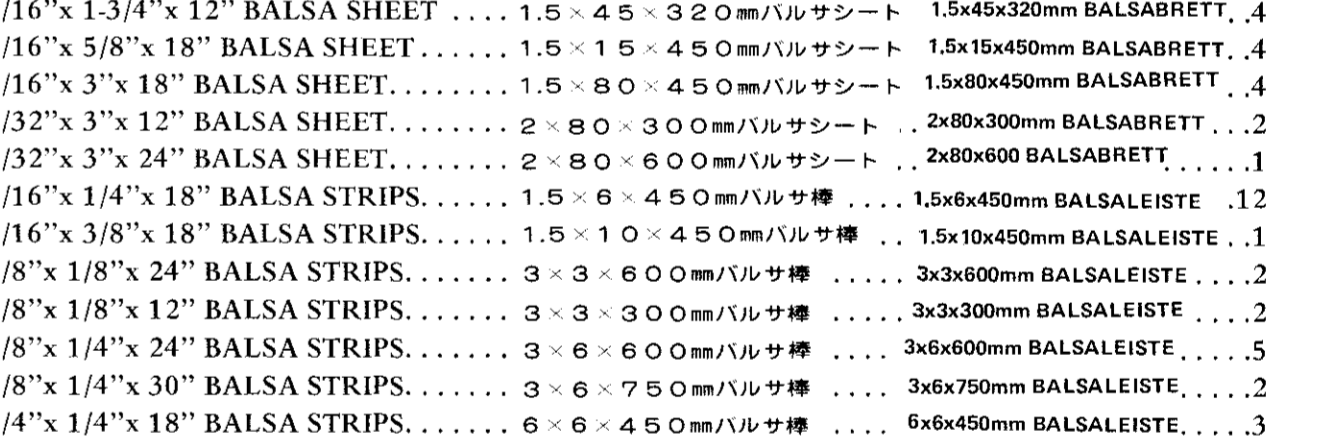 /16”x 1-3/4”x 12” BALSA SHEET .... 1.5×45×320㎜バルサシート 1.5x45x320mm BALSABRETT..4
/16”x 5/8”x 18” BALSA SHEET...... 1.5×15×450㎜バルサシート 1.5x15x450mm BALSABRETT..4
/16”x 3”x 18” BALSA SHEET........ 1.5×80×450㎜バルサシート 1.5x80x450mm BALSABRETT ..4
/32”x 3”x 12” BALSA SHEET........ 2×80×300㎜バルサシート .. 2x80x300mm BALSABRETT ...2
/32”x 3”x 24” BALSA SHEET........ 2×80×600㎜バルサシート .. 2x80x600 BALSABRETT ......1
/16”x 1/4”x 18” BALSA STRIPS...... 1.5×6×450㎜バルサ棒 .... 1.5x6x450mm BALSALEISTE .12
/16”x 3/8”x 18” BALSA STRIPS...... 1.5×10×450㎜バルサ棒 .. 1.5x10x450mm BALSALEISTE ..1
/8”x 1/8”x 24” BALSA STRIPS....... 3×3×600㎜バルサ棒 ..... 3x3x600mm BALSALEISTE ....2
/8”x 1/8”x 12” BALSA STRIPS....... 3×3×300㎜バルサ棒 ..... 3x3x300mm BALSALEISTE ....2
/8”x 1/4”x 24” BALSA STRIPS....... 3×6×600㎜バルサ棒 .... 3x6x600mm BALSALEISTE.....5
/8”x 1/4”x 30” BALSA STRIPS....... 3×6×750㎜バルサ棒 .... 3x6x750mm BALSALEISTE.....2
/4”x 1/4”x 18” BALSA STRIPS....... 6×6×450㎜バルサ棒 .... 6x6x450mm BALSALEISTE.....3